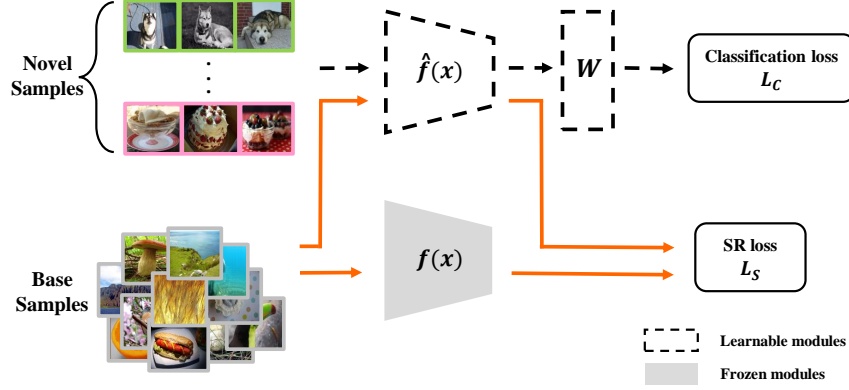 Novel
Samples
f̂(x)
W
Classification loss
L_C
Base
Samples
f(x)
SR loss
L_S
Learnable modules
Frozen modules